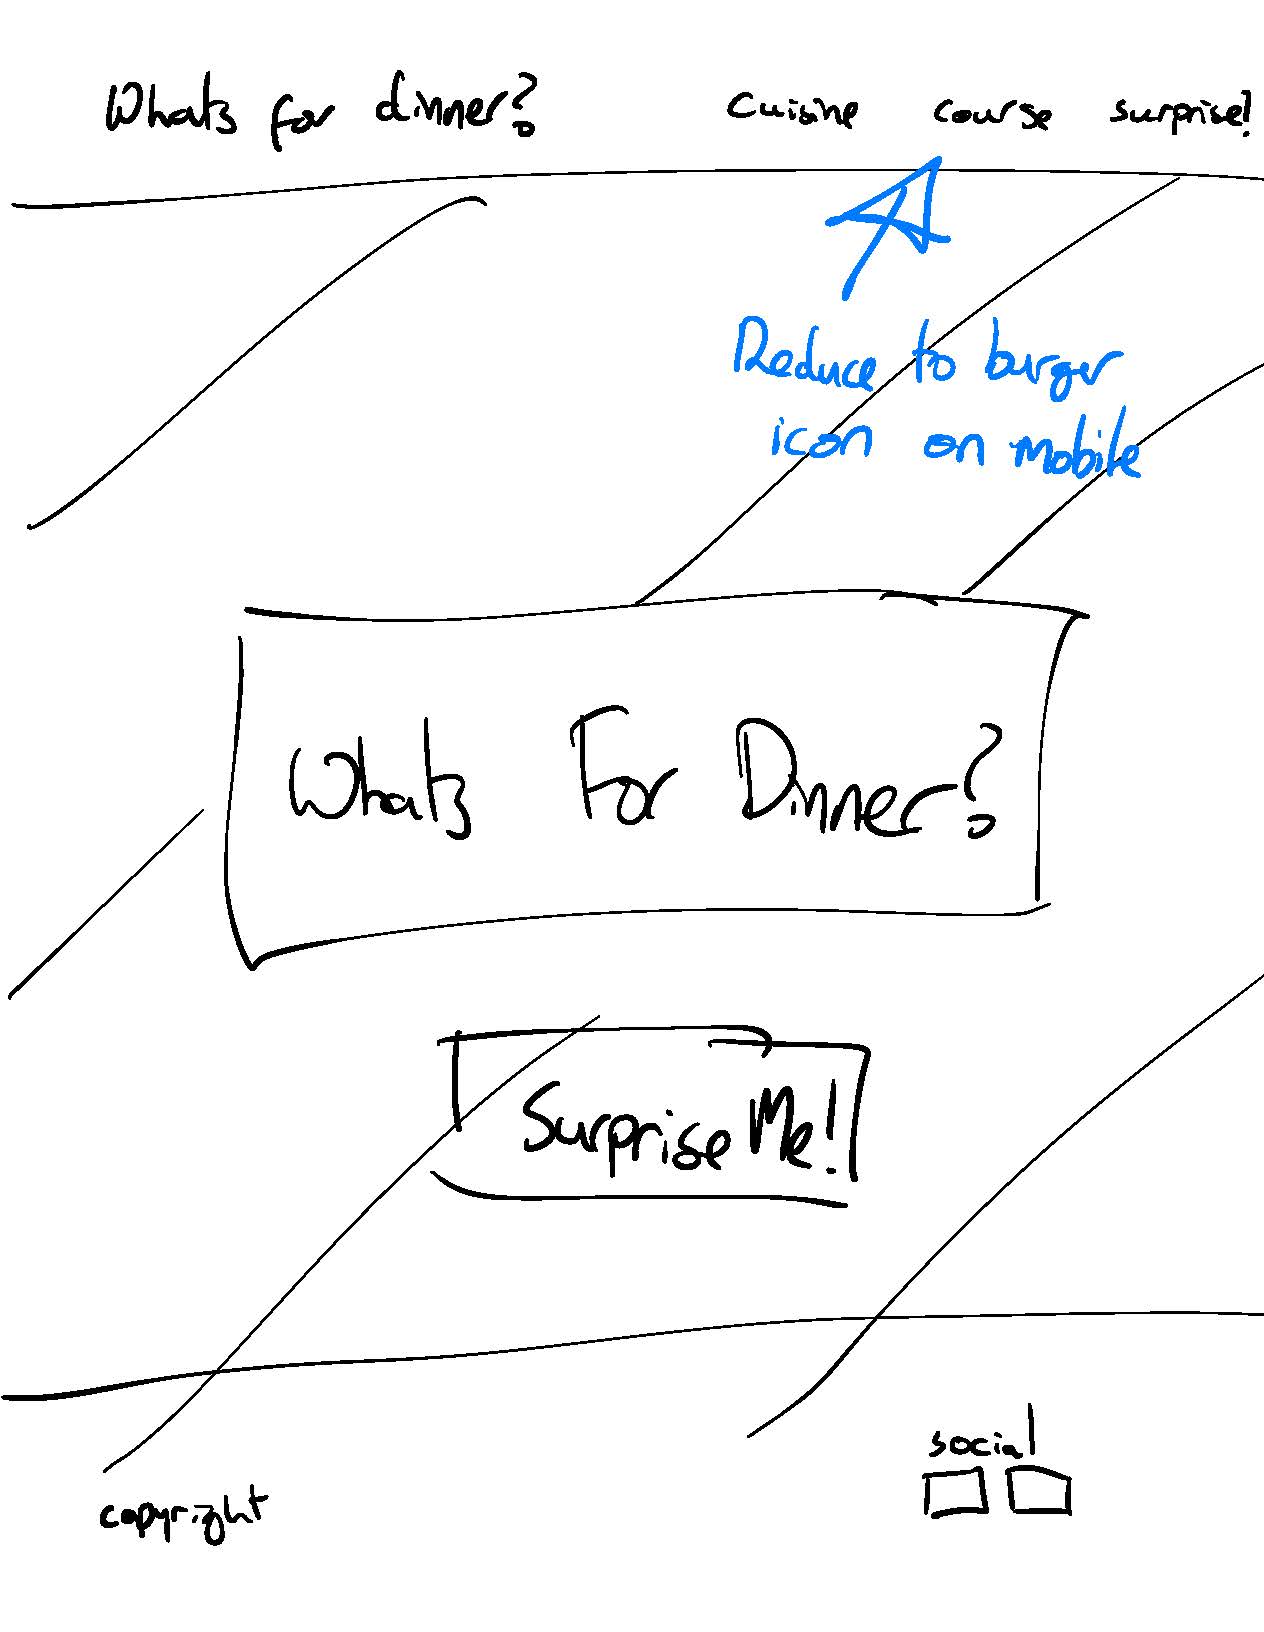 Whats for dinner? Cuisine course surprise!
Reduce to burger
icon on mobile
Whats For Dinner?
Surprise Me!
social
copyright